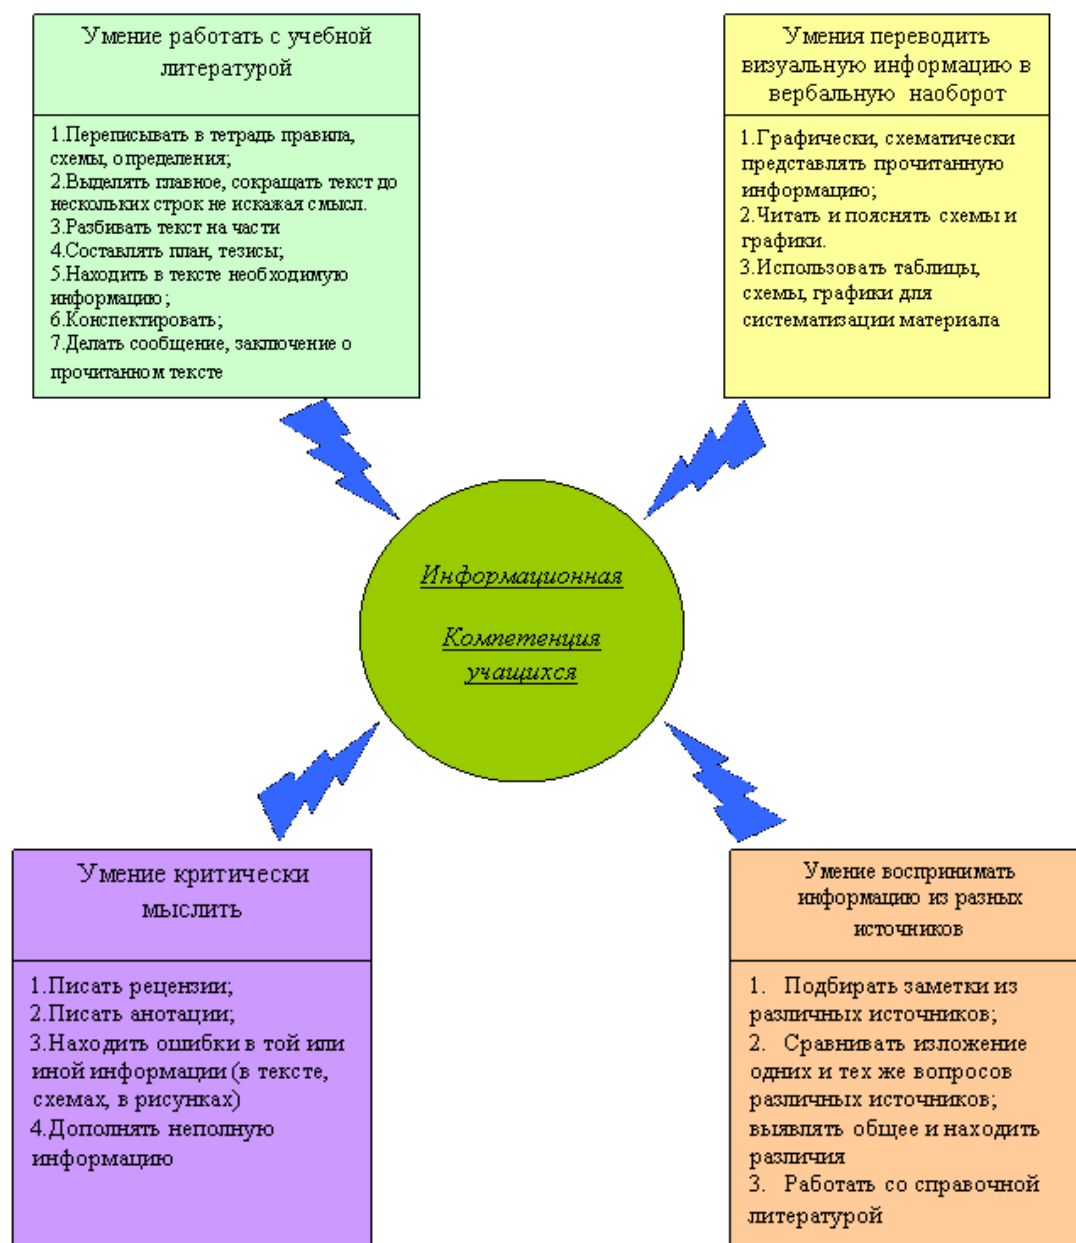 Умение работать с учебной
литературой
1.Переписывать в тетрадь правила,
схемы, определения;
2.Выделять главное, сокращать текст до
нескольких строк не искажая смысл.
3.Разбивать текст на части
4.Составлять план, тезисы;
5.Находить в тексте необходимую
информацию;
6.Конспектировать;
7.Делать сообщение, заключение о
прочитанном тексте
Умения переводить
визуальную информацию в
вербальную наоборот
1.Графически, схематически
представлять прочитанную
информацию;
2.Читать и пояснять схемы и
графики.
3.Использовать таблицы,
схемы, графики для
систематизации материала
Информационная
Компетенция
учащихся
Умение критически
мыслить
1.Писать рецензии;
2.Писать анотации;
3.Находить ошибки в той или
иной информации (в тексте,
схемах, в рисунках)
4.Дополнять неполную
информацию
Умение воспринимать
информацию из разных
источников
1. Подбирать заметки из
различных источников;
2. Сравнивать изложение
одних и тех же вопросов
различных источников;
выявлять общее и находить
различия
3. Работать со справочной
литературой